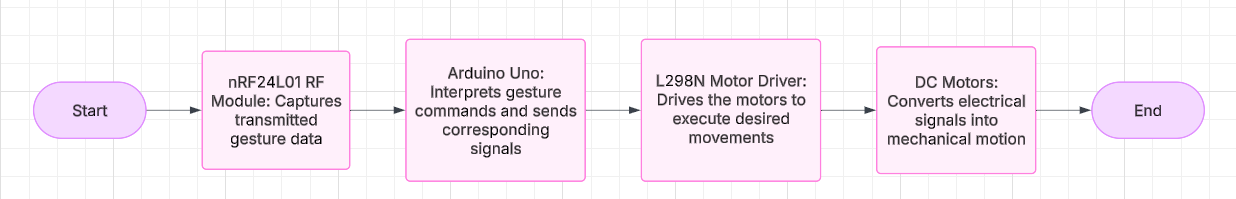 Start
nRF24L01 RF
Module: Captures
transmitted
gesture data
Arduino Uno:
Interprets gesture
commands and sends
corresponding
signals
L298N Motor Driver:
Drives the motors to
execute desired
movements
DC Motors:
Converts electrical
signals into
mechanical motion
End